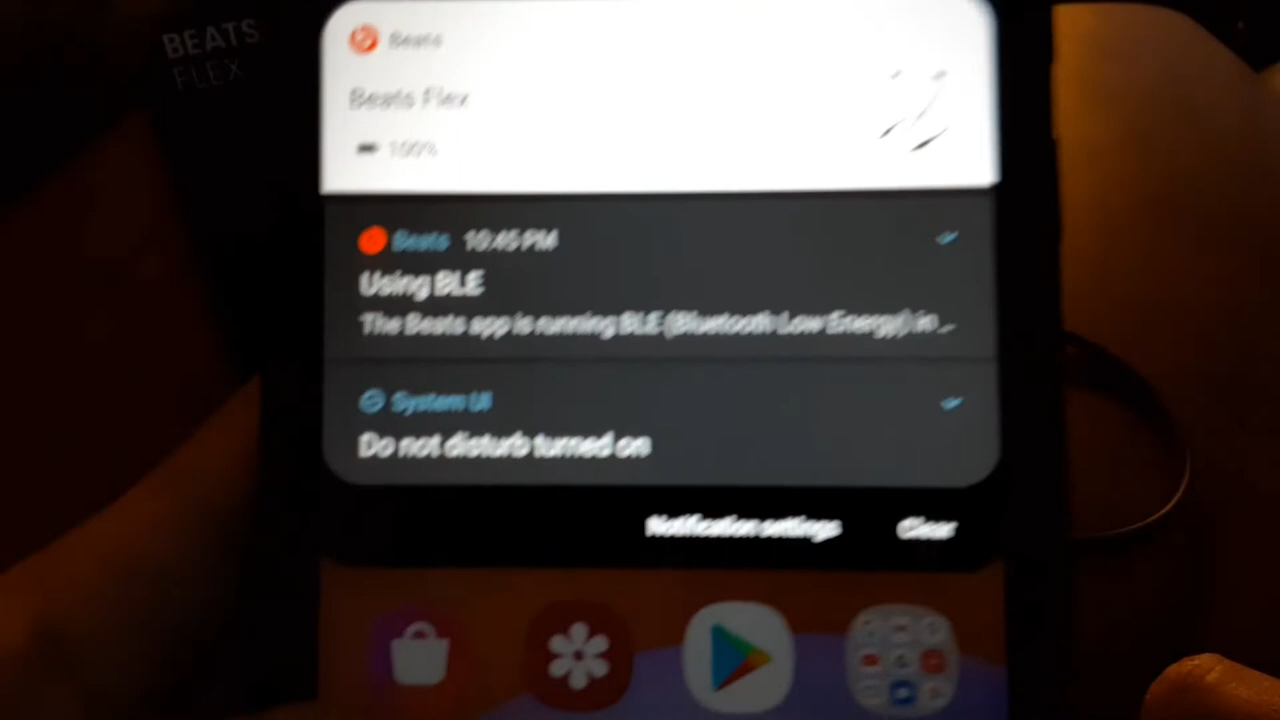 BEATS
FLEX
Beats
Beats Flex
100%
Beats 10:45 PM
Using BLE
The Beats app is running BLE (Bluetooth Low Energy) in...
System UI
Do not disturb turned on
Notification settings
Clear